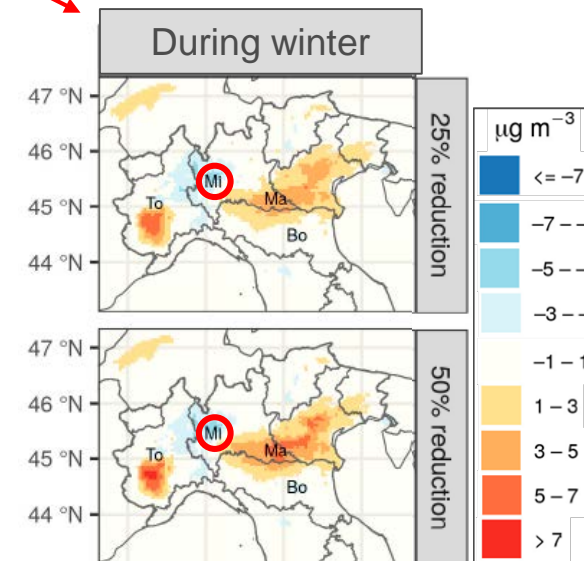 During winter
47 °N
46 °N
45 °N
44 °N
To
Mi
Ma
Bo
25% reduction
47 °N
46 °N
45 °N
44 °N
To
Mi
Ma
Bo
50% reduction
μg m⁻³
<= −7
−7 −
−5 −
−3 −
−1 − 1
1 − 3
3 − 5
5 − 7
> 7